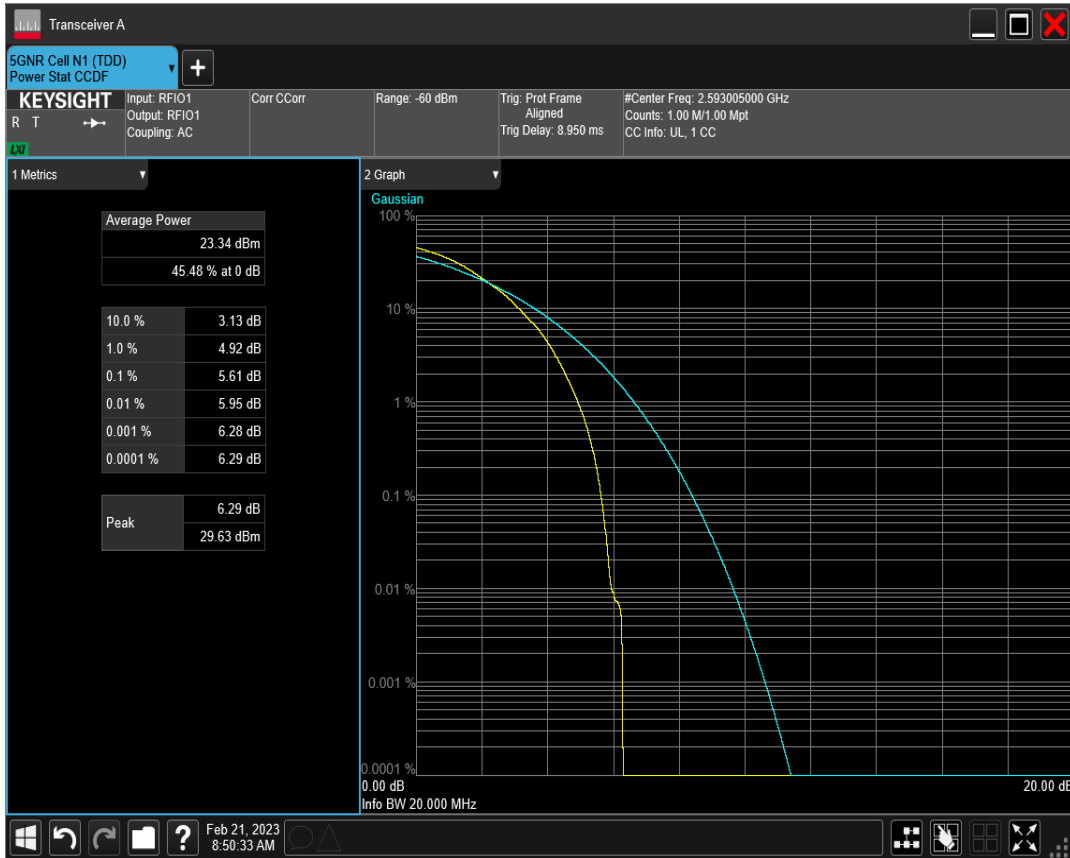 Transceiver A
5GNR Cell N1 (TDD)
Power Stat CCDF
+
KEYSIGHT
R T
LXI
Input: RFIO1
Output: RFIO1
Coupling: AC
Corr CCorr
Range: -60 dBm
Trig: Prot Frame
Aligned
Trig Delay: 8.950 ms
#Center Freq: 2.593005000 GHz
Counts: 1.00 M/1.00 Mpt
CC Info: UL, 1 CC
1 Metrics
Average Power
23.34 dBm
45.48 % at 0 dB
10.0 % 3.13 dB
1.0 % 4.92 dB
0.1 % 5.61 dB
0.01 % 5.95 dB
0.001 % 6.28 dB
0.0001 % 6.29 dB
Peak 6.29 dB
29.63 dBm
2 Graph
Gaussian
100 %
10 %
1 %
0.1 %
0.01 %
0.001 %
0.0001 %
0.00 dB 20.00 dB
Info BW 20.000 MHz
? Feb 21, 2023
8:50:33 AM